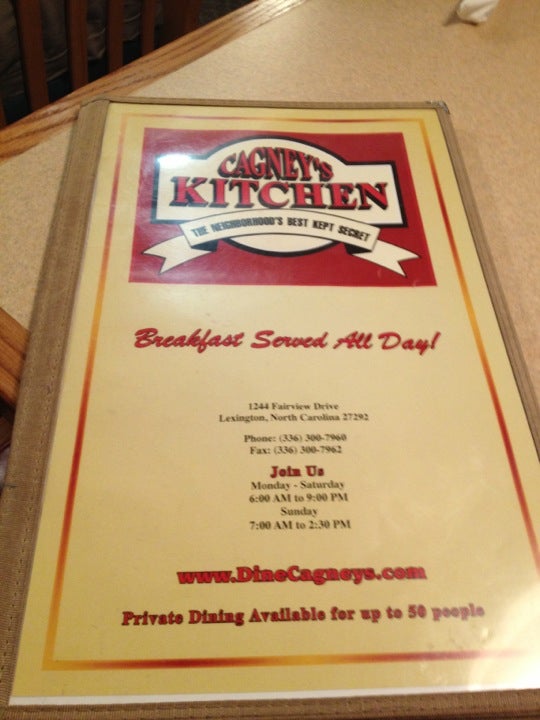 CAGNEY'S
KITCHEN
THE NEIGHBORHOOD'S BEST KEPT SECRET
Breakfast Served All Day!
1244 Fairview Drive
Lexington, North Carolina 27292
Phone: (336) 300-7960
Fax: (336) 300-7962
Join Us
Monday - Saturday
6:00 AM to 9:00 PM
Sunday
7:00 AM to 2:30 PM
www.DineCagneys.com
Private Dining Available for up to 50 people